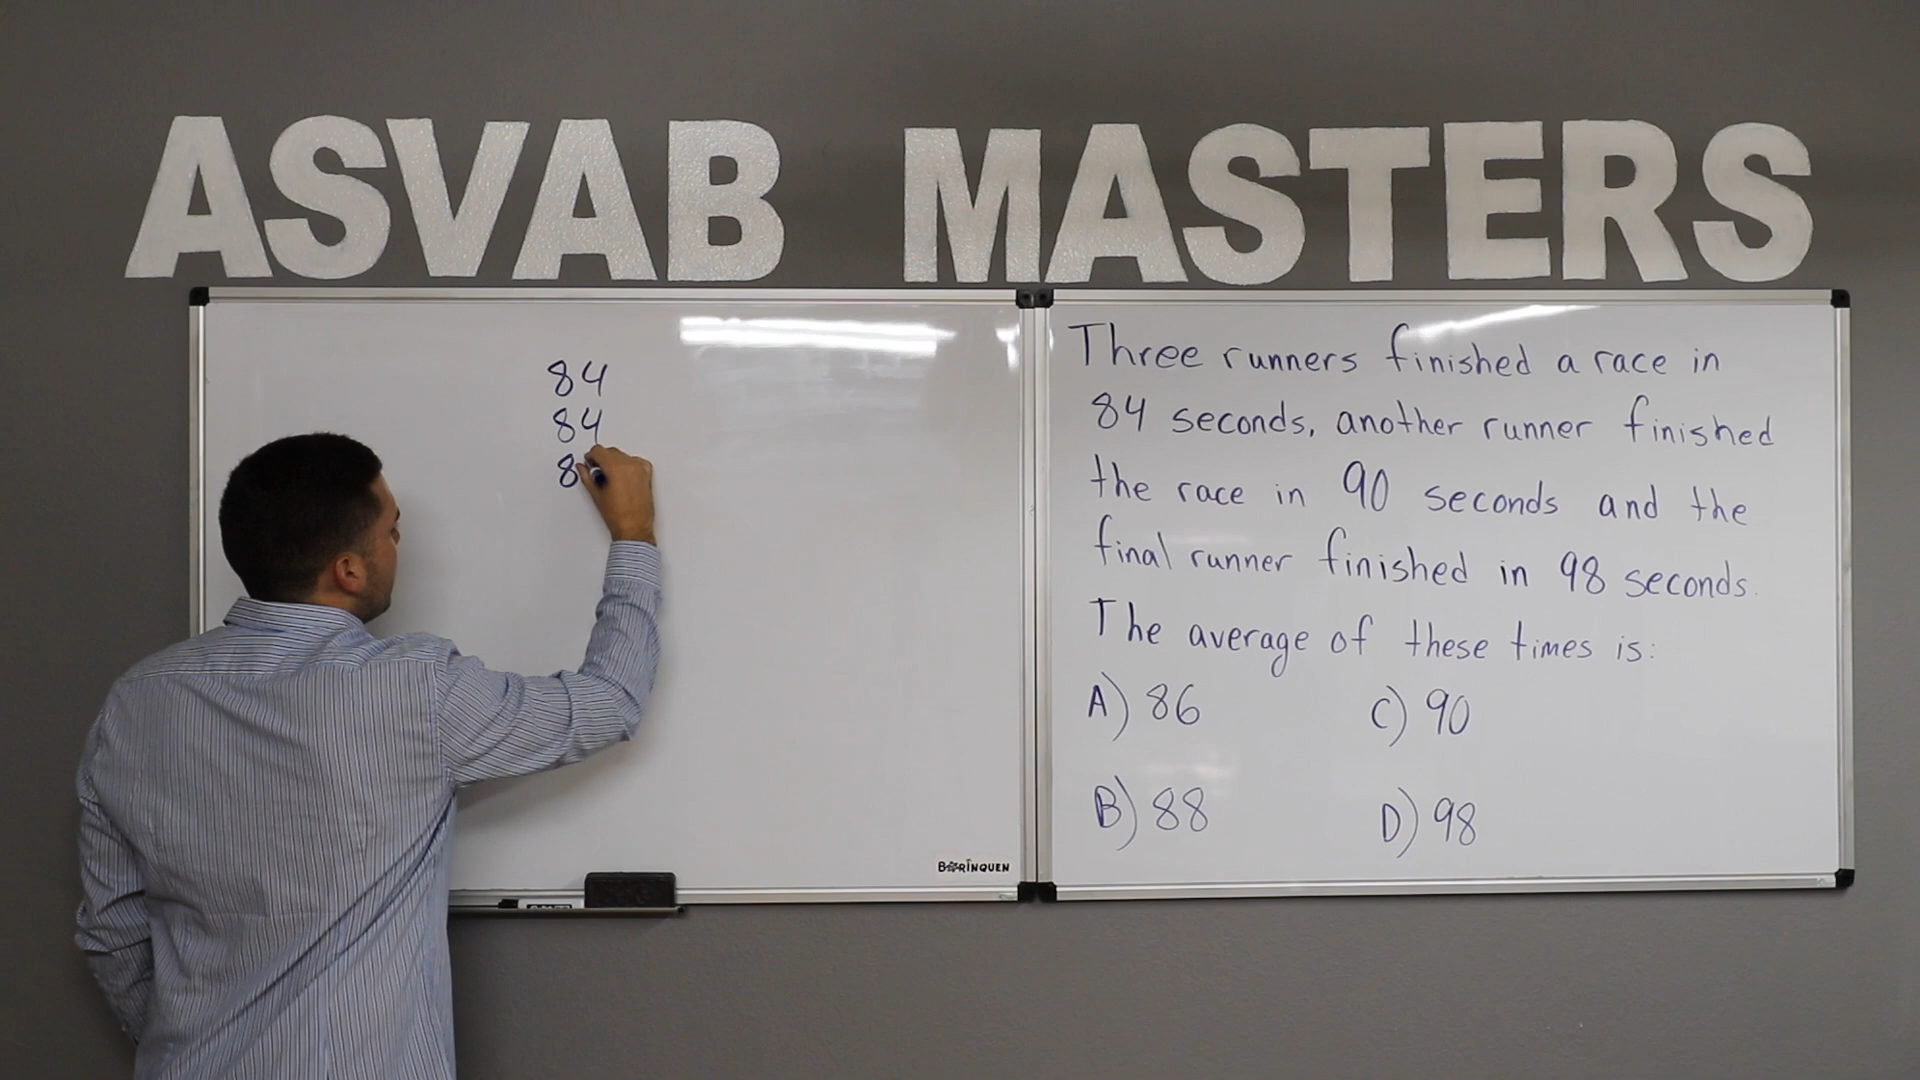 ASVAB MASTERS
84
84
8
Three runners finished a race in
84 seconds, another runner finished
the race in 90 seconds and the
final runner finished in 98 seconds.
The average of these times is:
A) 86
C) 90
B) 88
D) 98
BORINQUEN